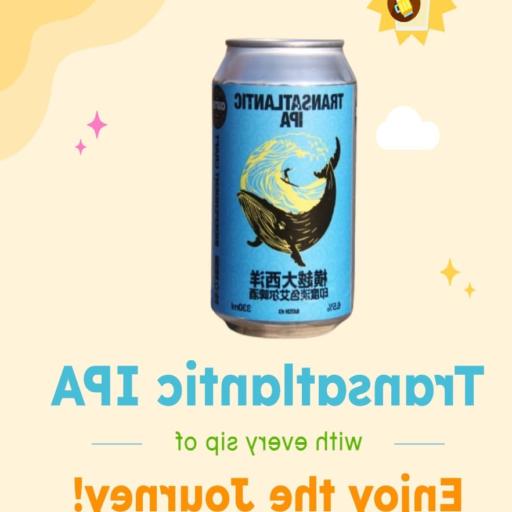 TRANSATLANTIC
IPA
横越大西洋
印度淡色艾尔啤酒
6.5% 330ml
Transatlantic IPA
with every sip of
Enjoy the Journey!